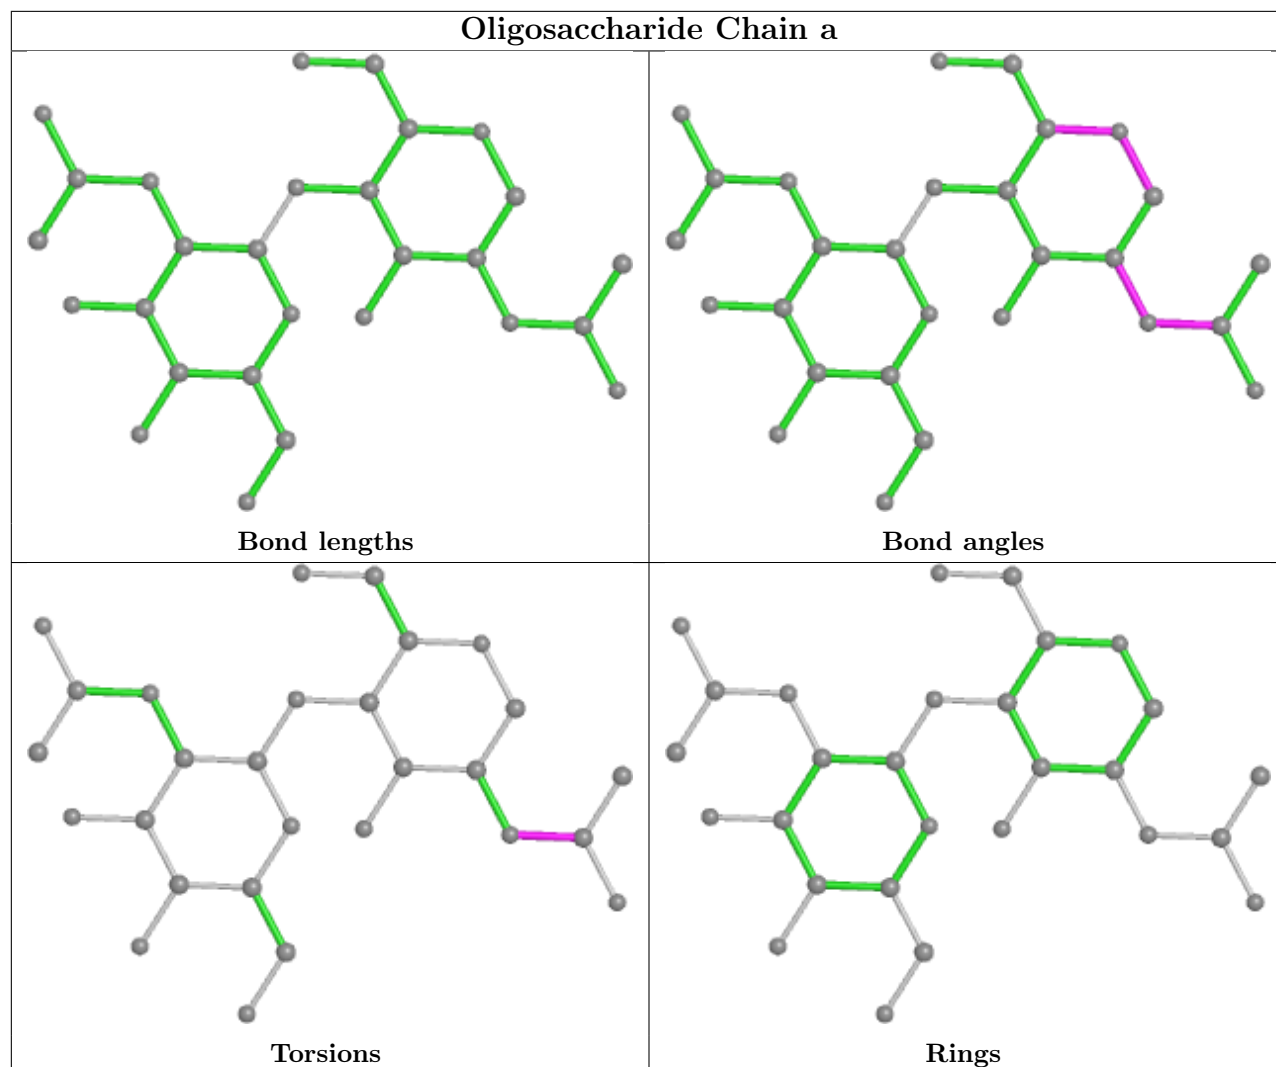 Oligosaccharide Chain a
Bond lengths
Bond angles
Torsions
Rings